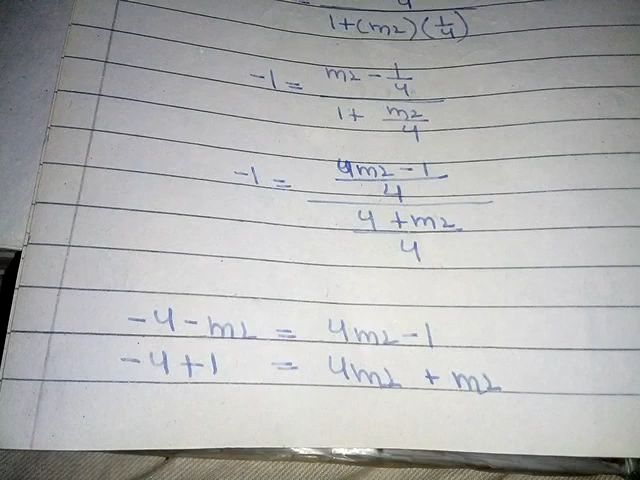 4
1+(m2)(1/4)
-1 = m2 - 1/4
1 + m2/4
-1 = 4m2 - 1
4
4 + m2
4
-4 - m2 = 4m2 - 1
-4 + 1 = 4m2 + m2